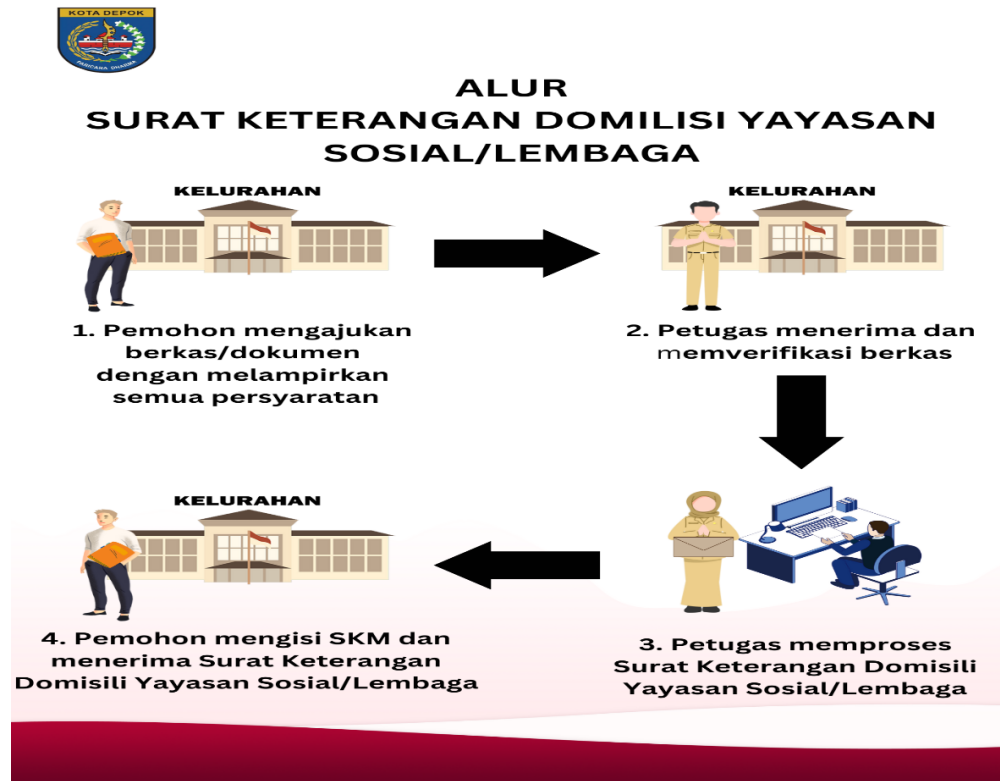 KOTA DEPOK
PARICARA DHARMA
ALUR
SURAT KETERANGAN DOMILISI YAYASAN
SOSIAL/LEMBAGA
KELURAHAN
1. Pemohon mengajukan
berkas/dokumen
dengan melampirkan
semua persyaratan
KELURAHAN
2. Petugas menerima dan
memverifikasi berkas
3. Petugas memproses
Surat Keterangan Domisili
Yayasan Sosial/Lembaga
KELURAHAN
4. Pemohon mengisi SKM dan
menerima Surat Keterangan
Domisili Yayasan Sosial/Lembaga